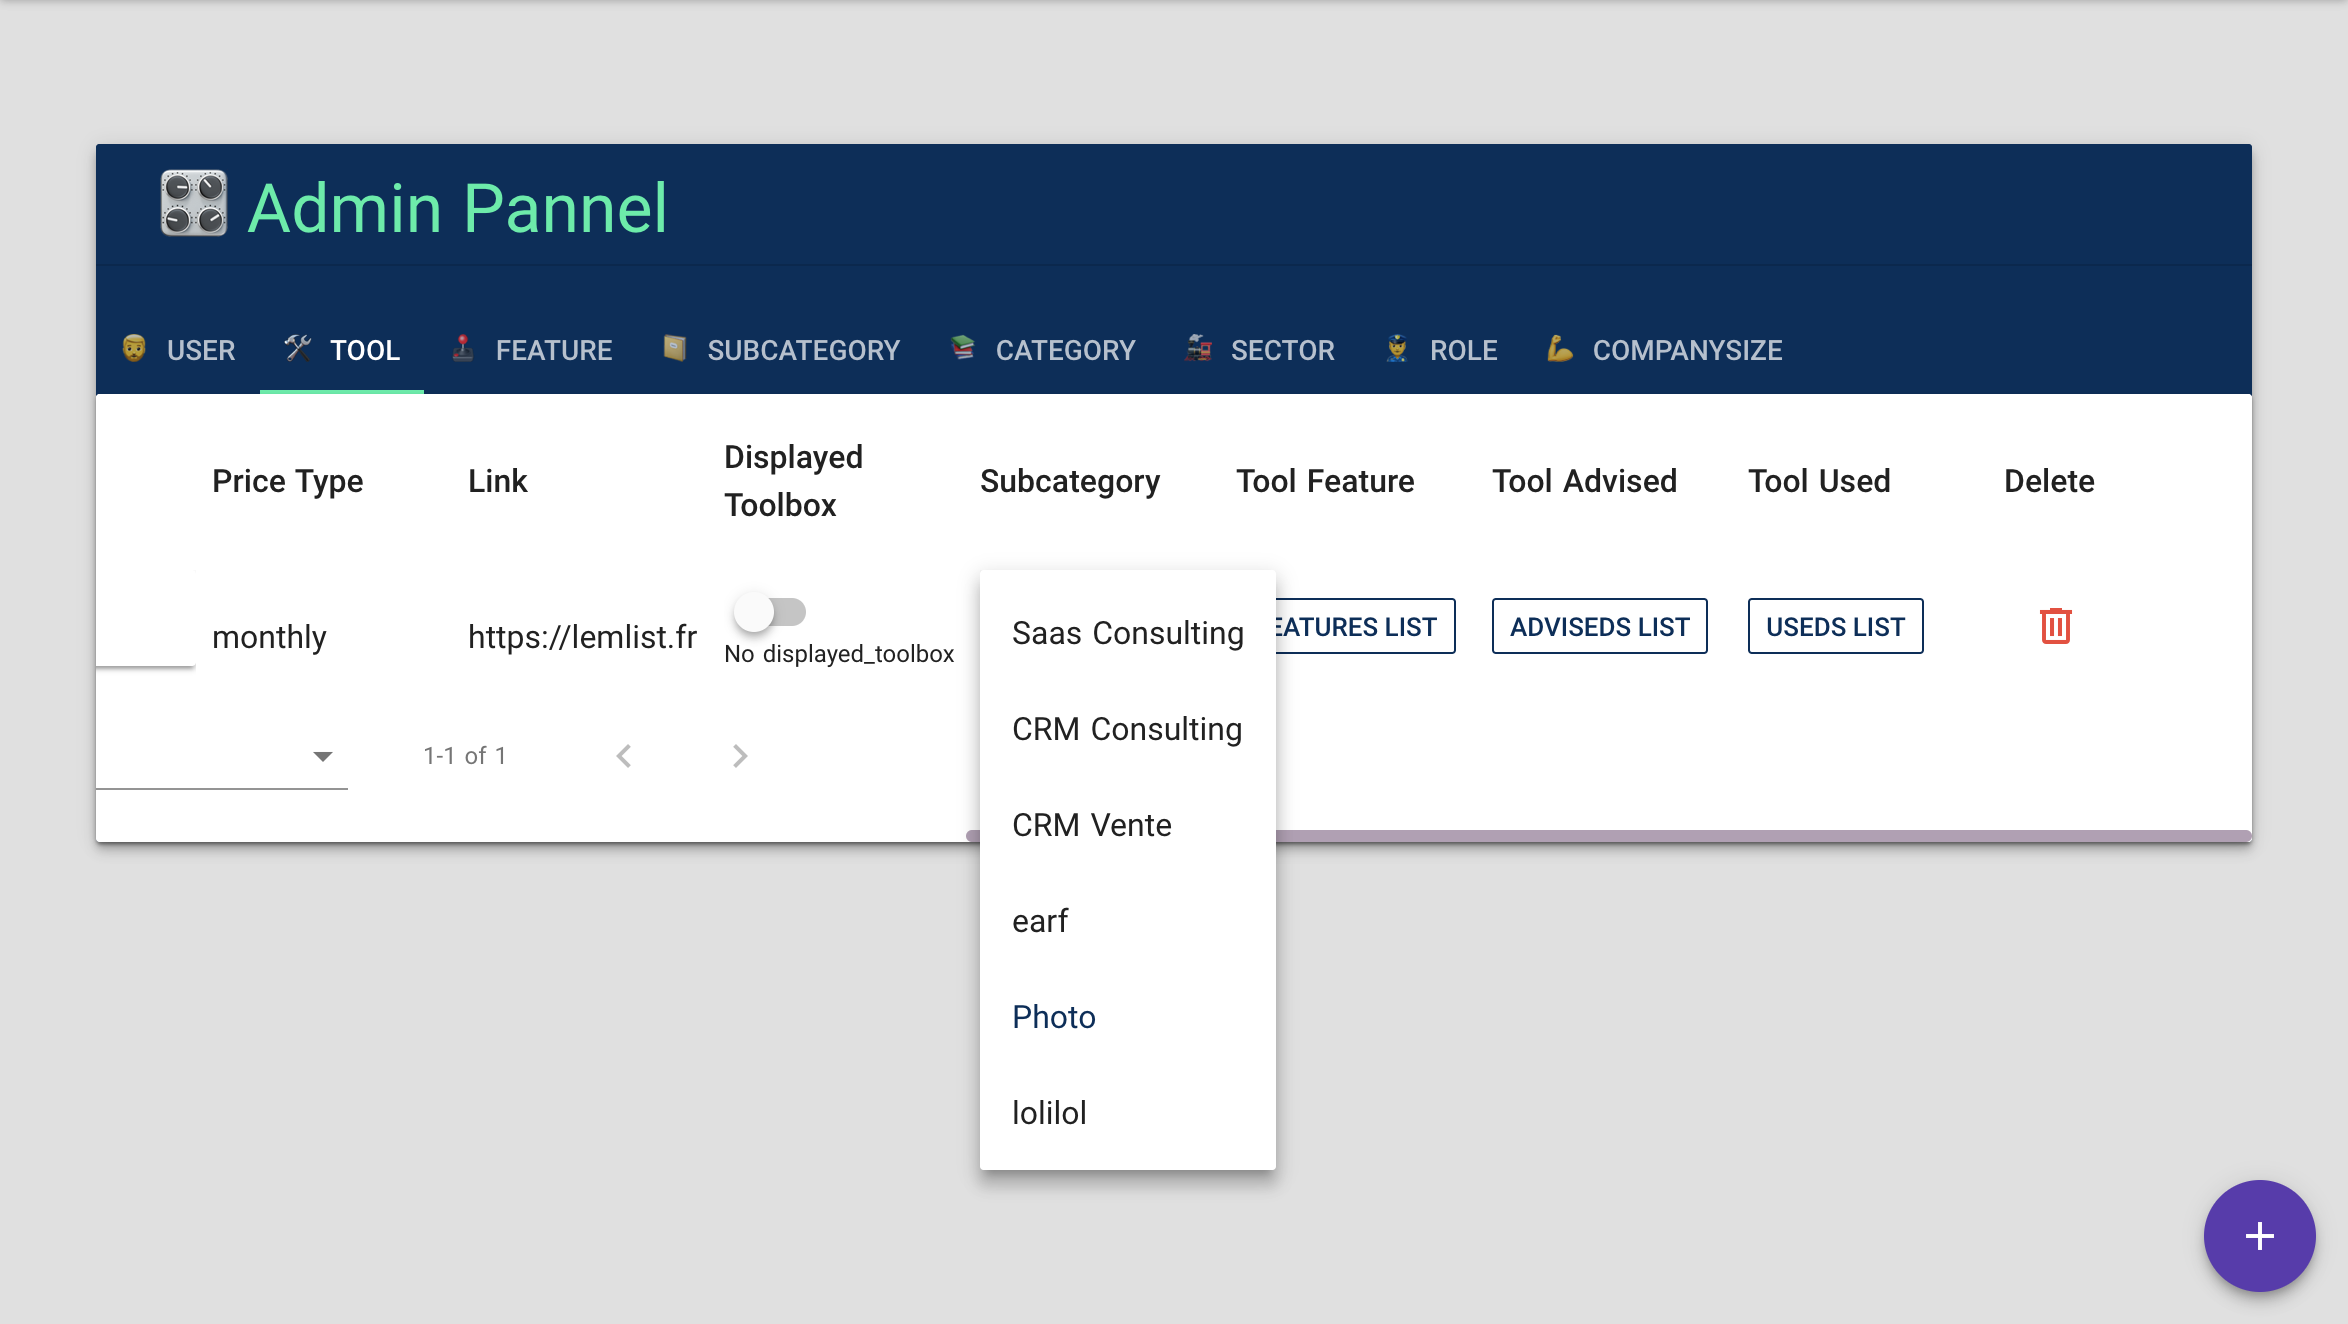 Admin Pannel
USER TOOL FEATURE SUBCATEGORY CATEGORY SECTOR ROLE COMPANYSIZE
Price Type Link Displayed Toolbox Subcategory Tool Feature Tool Advised Tool Used Delete
monthly https://lemlist.fr No displayed_toolbox EATURES LIST ADVISEDS LIST USEDS LIST
Saas Consulting
CRM Consulting
CRM Vente
earf
Photo
lolilol
1-1 of 1